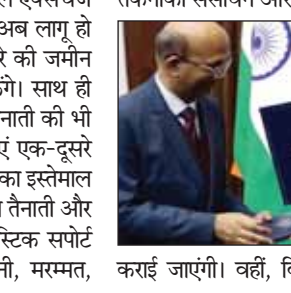 अब लागू हो
रे की जमीन
ंगे। साथ ही
नाती की भी
एं एक-दूसरे
का इस्तेमाल
तैनाती और
स्टिक सपोर्ट
मी, मरम्मत,
कराई जाएंगी। वहीं,